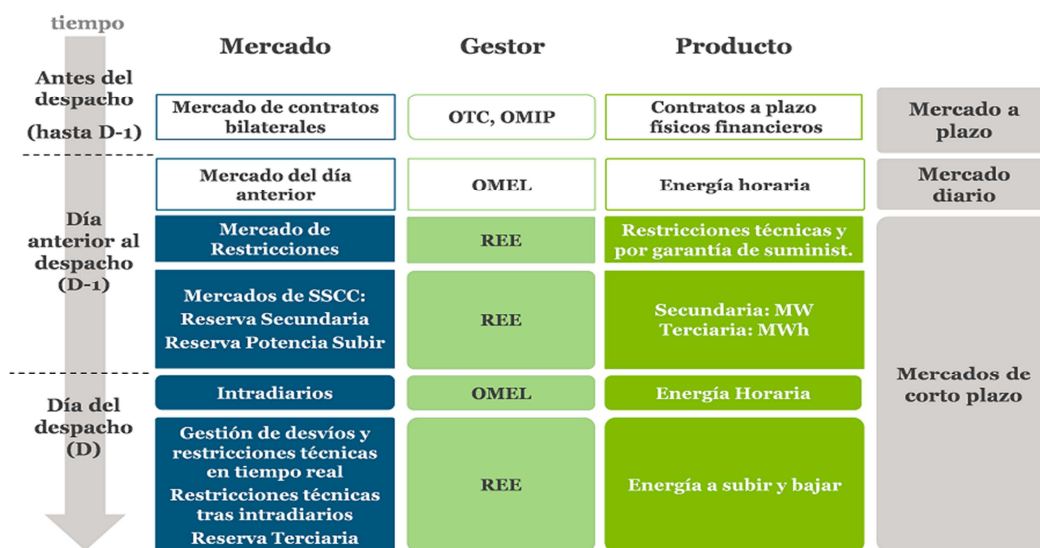 tiempo
Mercado
Gestor
Producto
Antes del
despacho
(hasta D-1)
Mercado de contratos
bilaterales
OTC, OMIP
Contratos a plazo
físicos financieros
Mercado a
plazo
Mercado del día
anterior
OMEL
Energía horaria
Mercado
diario
Día
anterior al
despacho
(D-1)
Mercado de
Restricciones
REE
Restricciones técnicas y
por garantía de suminist.
Mercados de SSCC:
Reserva Secundaria
Reserva Potencia Subir
REE
Secundaria: MW
Terciaria: MWh
Mercados de
corto plazo
Día del
despacho
(D)
Intradiarios
OMEL
Energía Horaria
Gestión de desvíos y
restricciones técnicas
en tiempo real
Restricciones técnicas
tras intradiarios
Reserva Terciaria
REE
Energía a subir y bajar